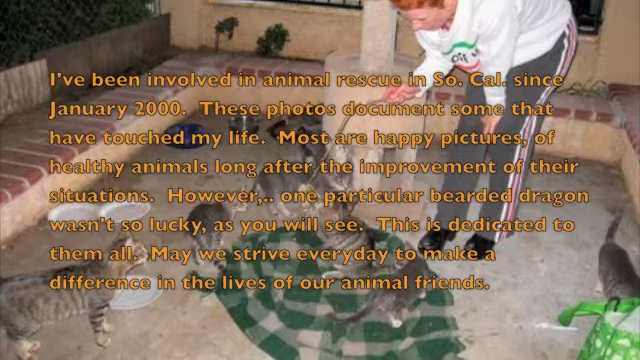 I've been involved in animal rescue in So. Cal. since
January 2000.  These photos document some that
have touched my life.  Most are happy pictures, of
healthy animals long after the improvement of their
situations.  However,.. one particular bearded dragon
wasn't so lucky, as you will see.  This is dedicated to
them all.  May we strive everyday to make a
difference in the lives of our animal friends.